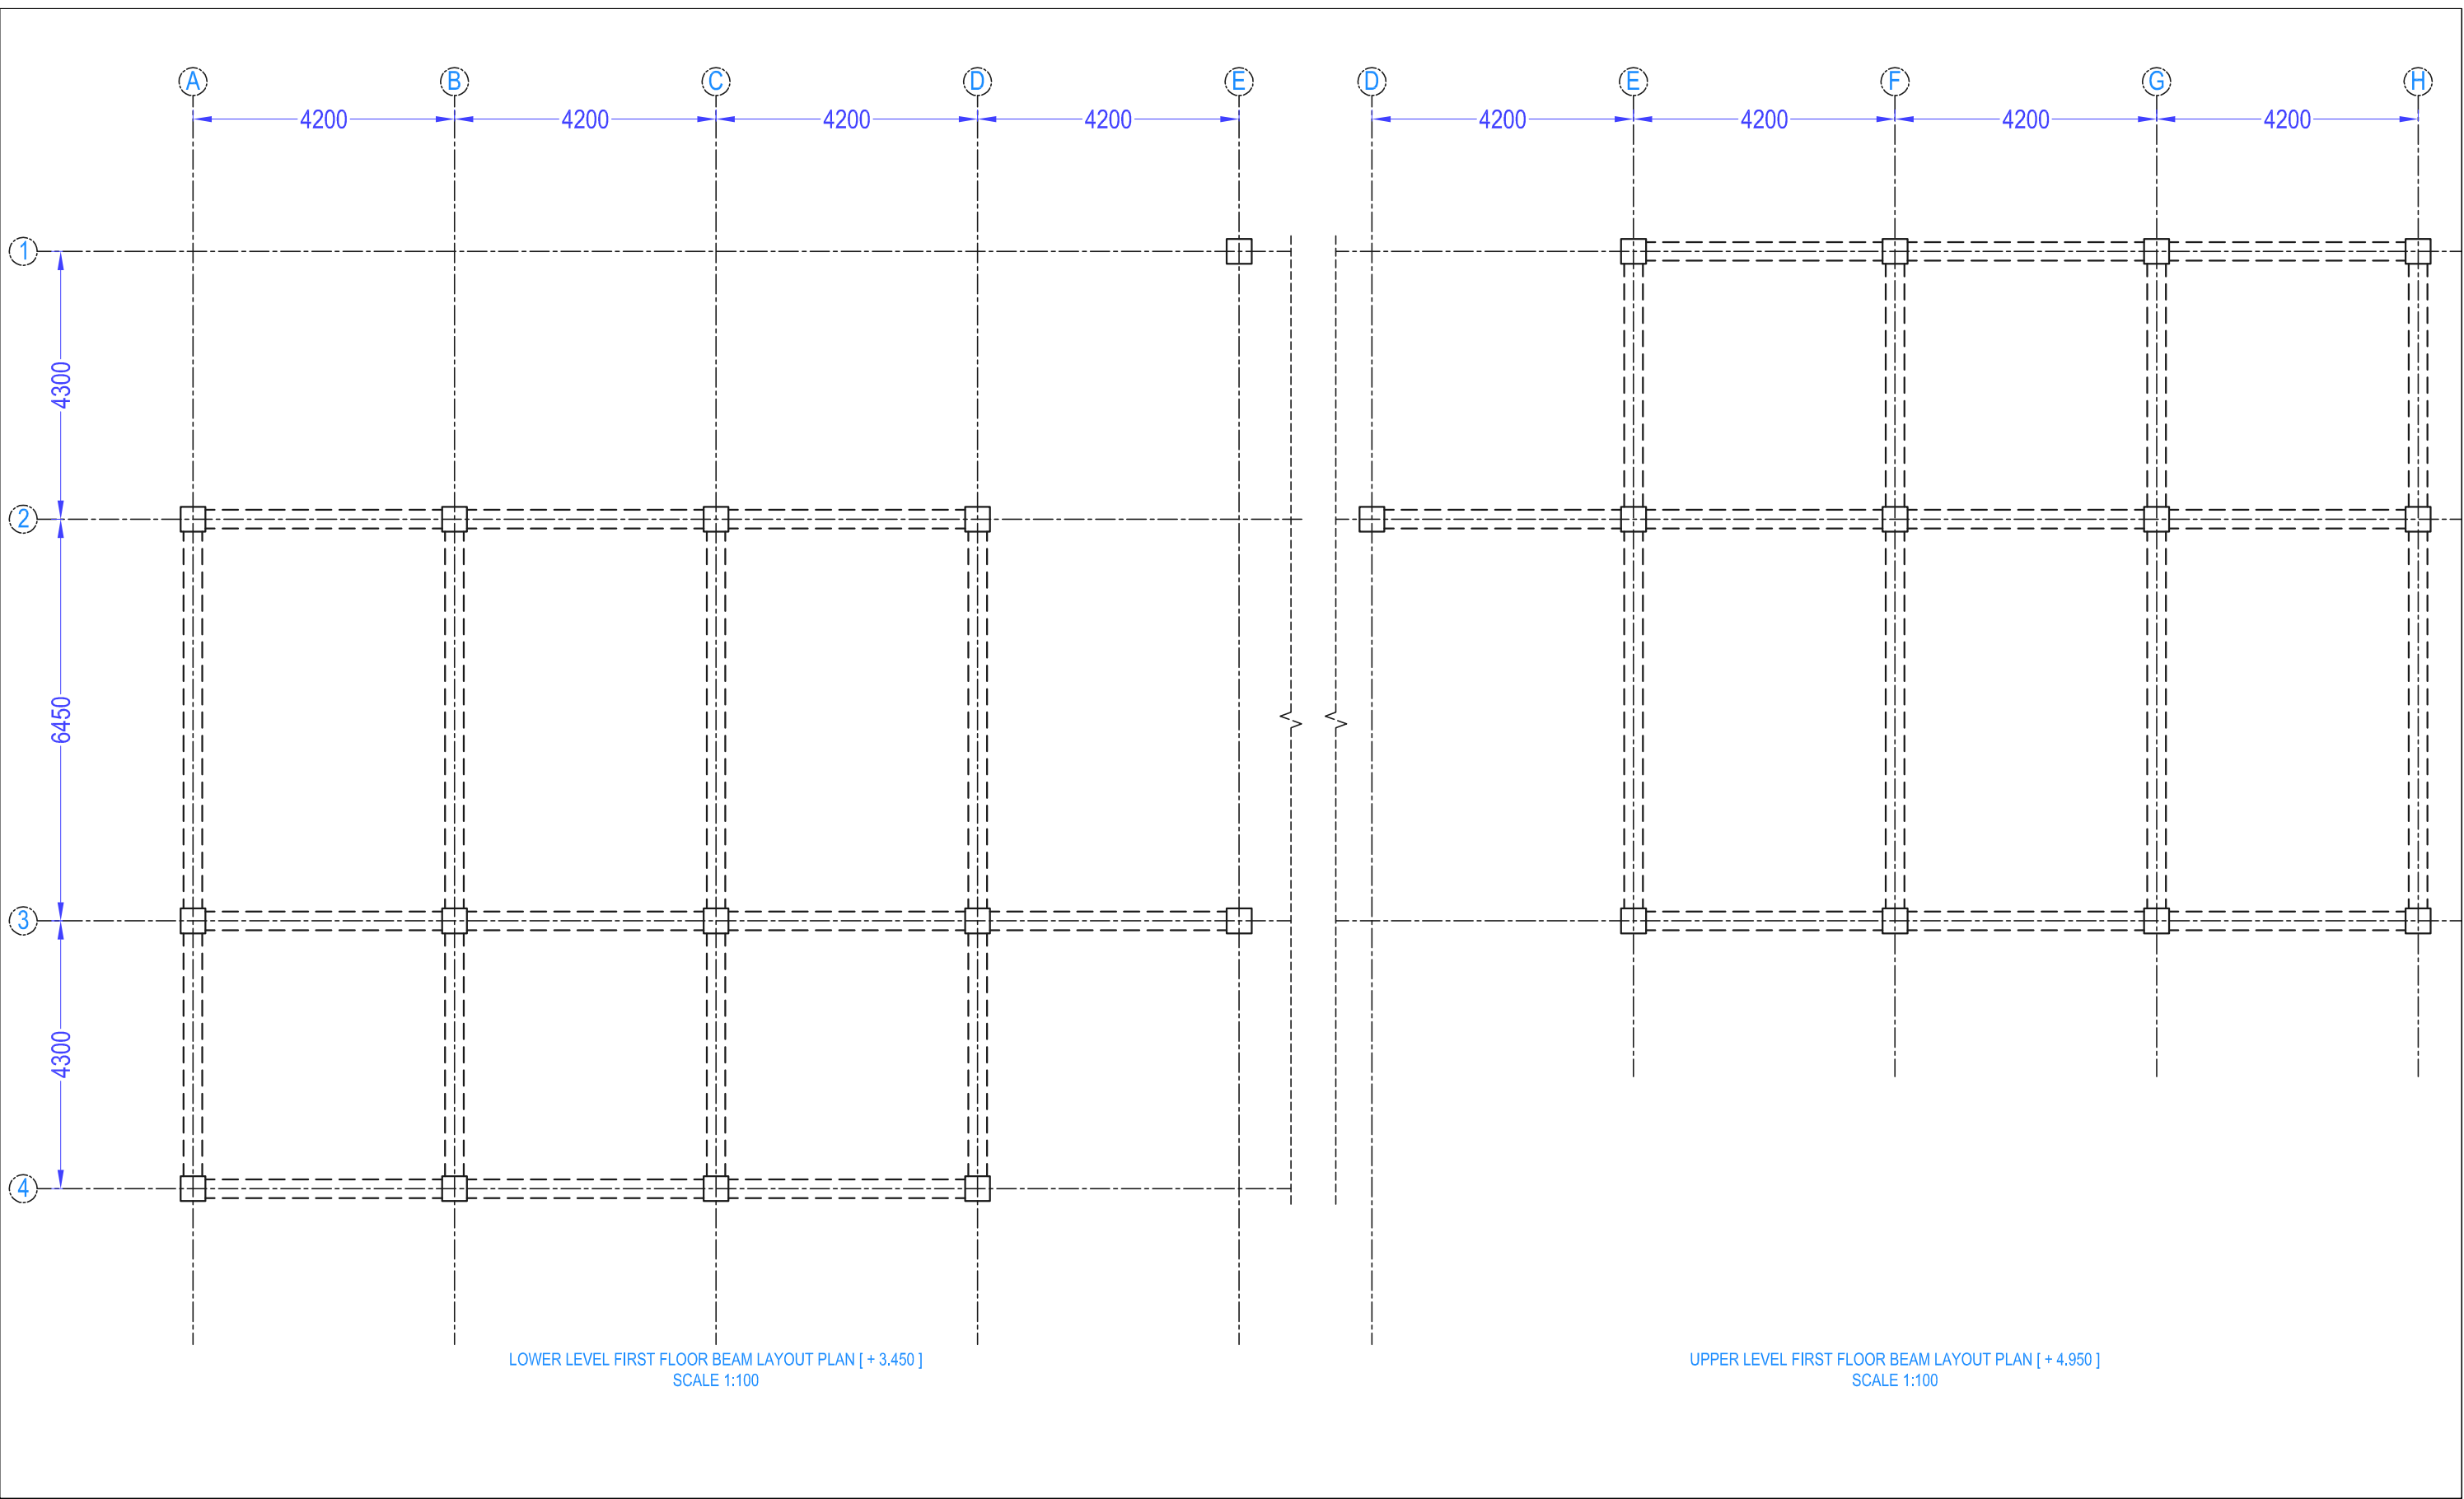 A B C D E D E F G H
4200 4200 4200 4200 4200 4200 4200 4200
1
4300
2
6450
3
4300
4
LOWER LEVEL FIRST FLOOR BEAM LAYOUT PLAN [ + 3.450 ]
SCALE 1:100
UPPER LEVEL FIRST FLOOR BEAM LAYOUT PLAN [ + 4.950 ]
SCALE 1:100